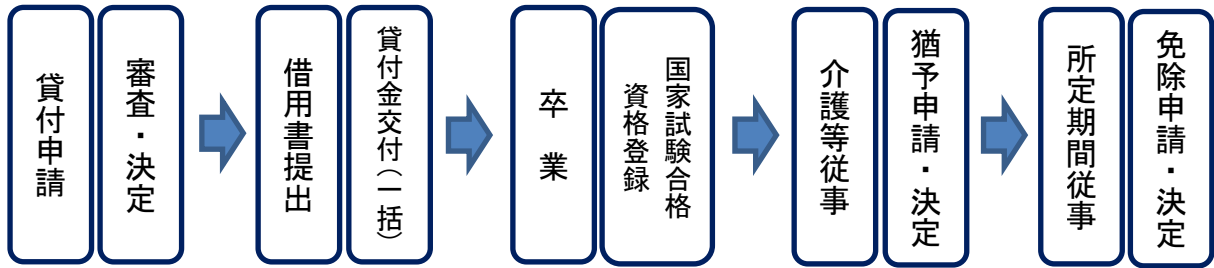 貸付申請
審査・決定
借用書提出
貸付金交付（一括）
卒　業
国家試験合格
資格登録
介護等従事
猶予申請・決定
所定期間従事
免除申請・決定